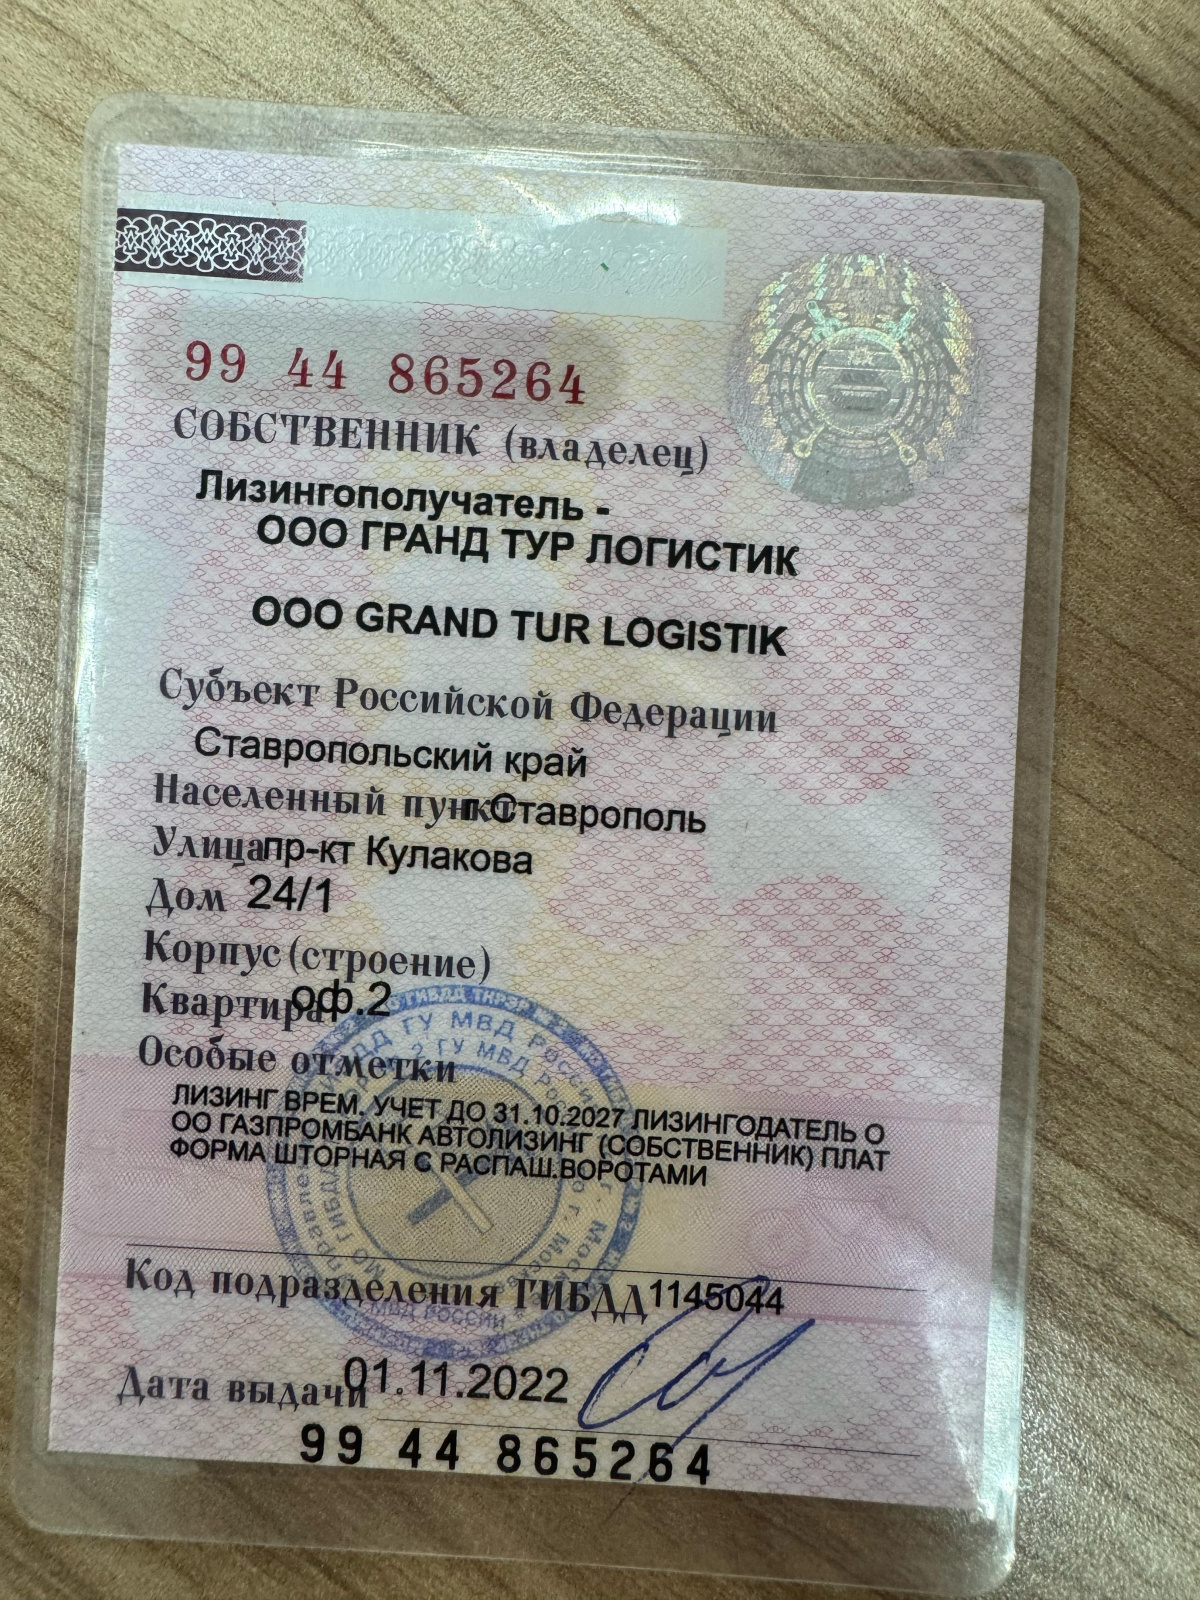 99 44 865264
СОБСТВЕННИК (владелец)
Лизингополучатель -
ООО ГРАНД ТУР ЛОГИСТИК
OOO GRAND TUR LOGISTIK
Субъект Российской Федерации
Ставропольский край
Населенный пункт г.Ставрополь
Улица пр-кт Кулакова
Дом 24/1
Корпус (строение)
Квартира оф.2
Особые отметки
ЛИЗИНГ ВРЕМ. УЧЕТ ДО 31.10.2027 ЛИЗИНГОДАТЕЛЬ О
ОО ГАЗПРОМБАНК АВТОЛИЗИНГ (СОБСТВЕННИК) ПЛАТ
ФОРМА ШТОРНАЯ С РАСПАШ.ВОРОТАМИ
Код подразделения ГИБДД 1145044
Дата выдачи 01.11.2022
99 44 865264